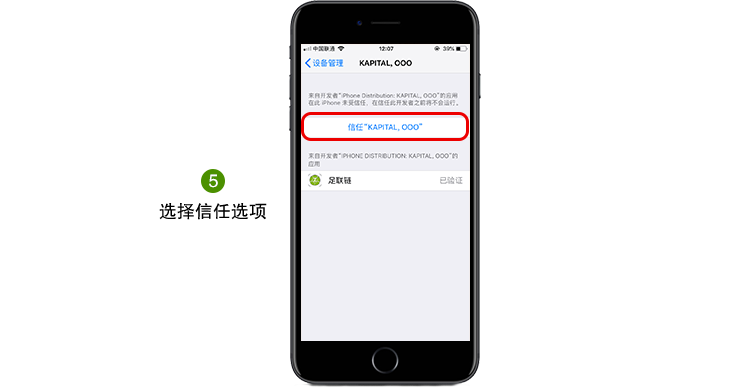 中国联通
12:07
39%
设备管理
KAPITAL, OOO
来自开发者“iPhone Distribution: KAPITAL, OOO”的应用
在此 iPhone 未受信任，在信任此开发者之前将不会运行。
信任“KAPITAL, OOO”
来自开发者“IPHONE DISTRIBUTION: KAPITAL, OOO”的
应用
足联链
已验证
5
选择信任选项